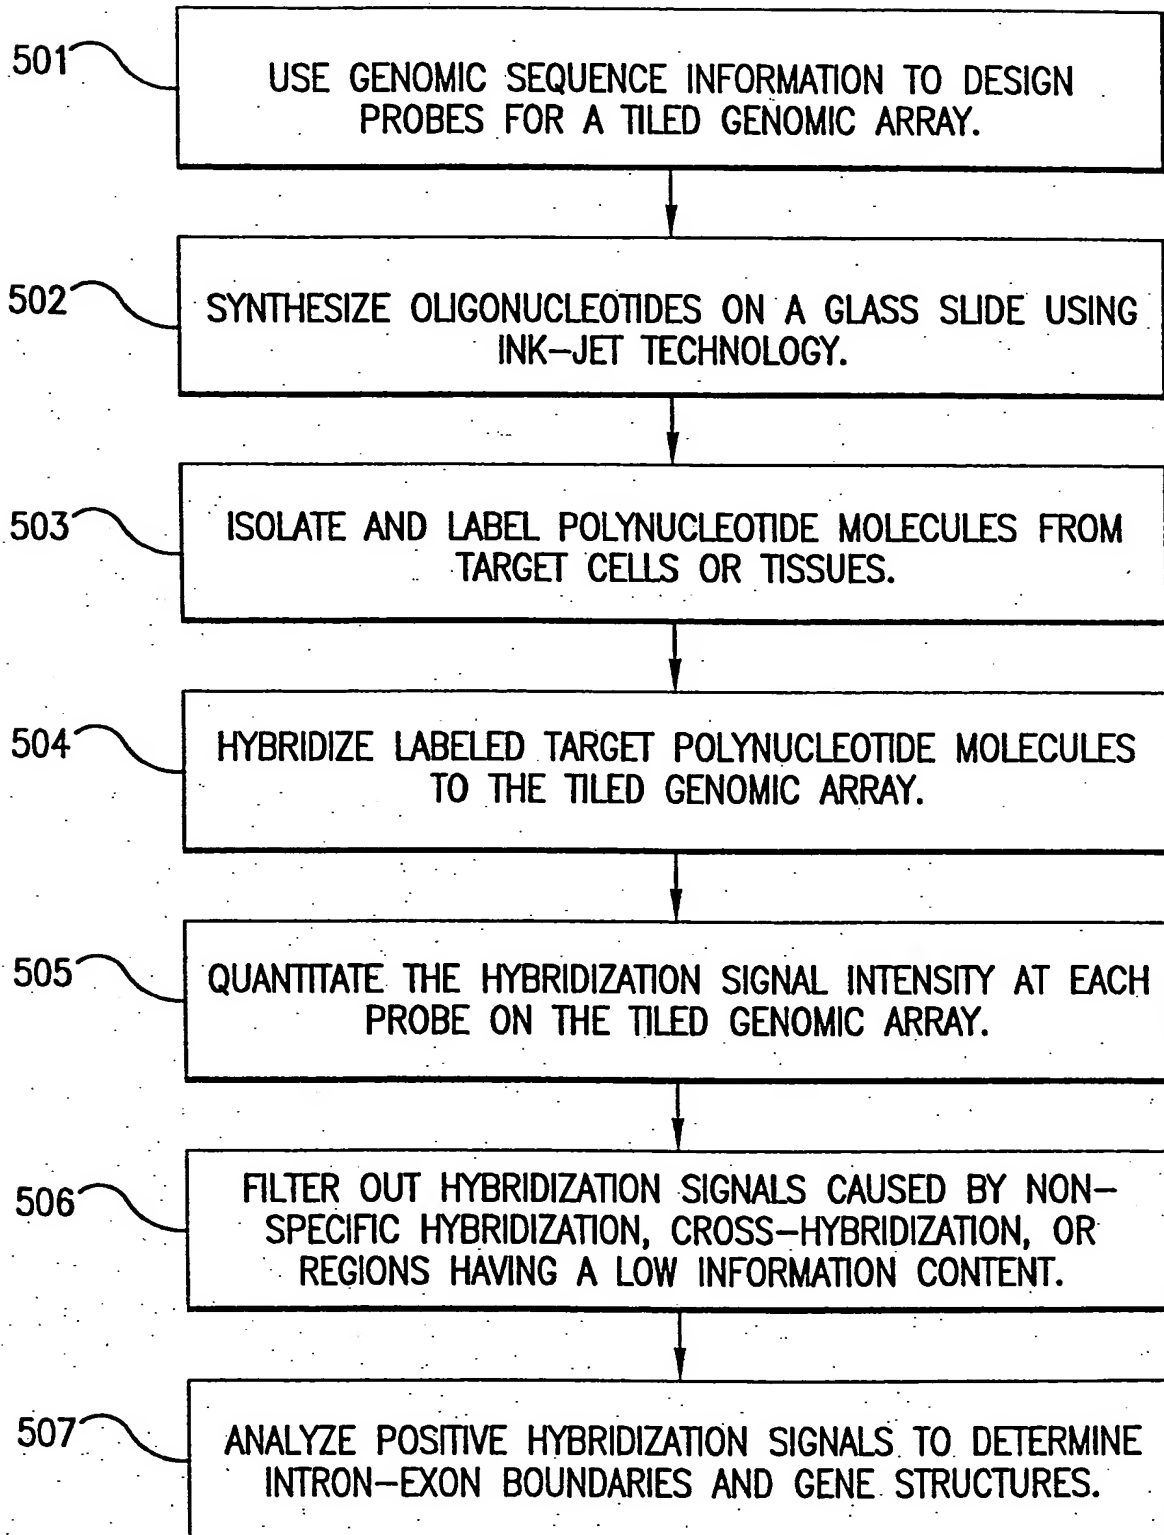 501
USE GENOMIC SEQUENCE INFORMATION TO DESIGN
PROBES FOR A TILED GENOMIC ARRAY.
502
SYNTHESIZE OLIGONUCLEOTIDES ON A GLASS SLIDE USING
INK-JET TECHNOLOGY.
503
ISOLATE AND LABEL POLYNUCLEOTIDE MOLECULES FROM
TARGET CELLS OR TISSUES.
504
HYBRIDIZE LABELED TARGET POLYNUCLEOTIDE MOLECULES
TO THE TILED GENOMIC ARRAY.
505
QUANTITATE THE HYBRIDIZATION SIGNAL INTENSITY AT EACH
PROBE ON THE TILED GENOMIC ARRAY.
506
FILTER OUT HYBRIDIZATION SIGNALS CAUSED BY NON-
SPECIFIC HYBRIDIZATION, CROSS-HYBRIDIZATION, OR
REGIONS HAVING A LOW INFORMATION CONTENT.
507
ANALYZE POSITIVE HYBRIDIZATION SIGNALS TO DETERMINE
INTRON-EXON BOUNDARIES AND GENE STRUCTURES.